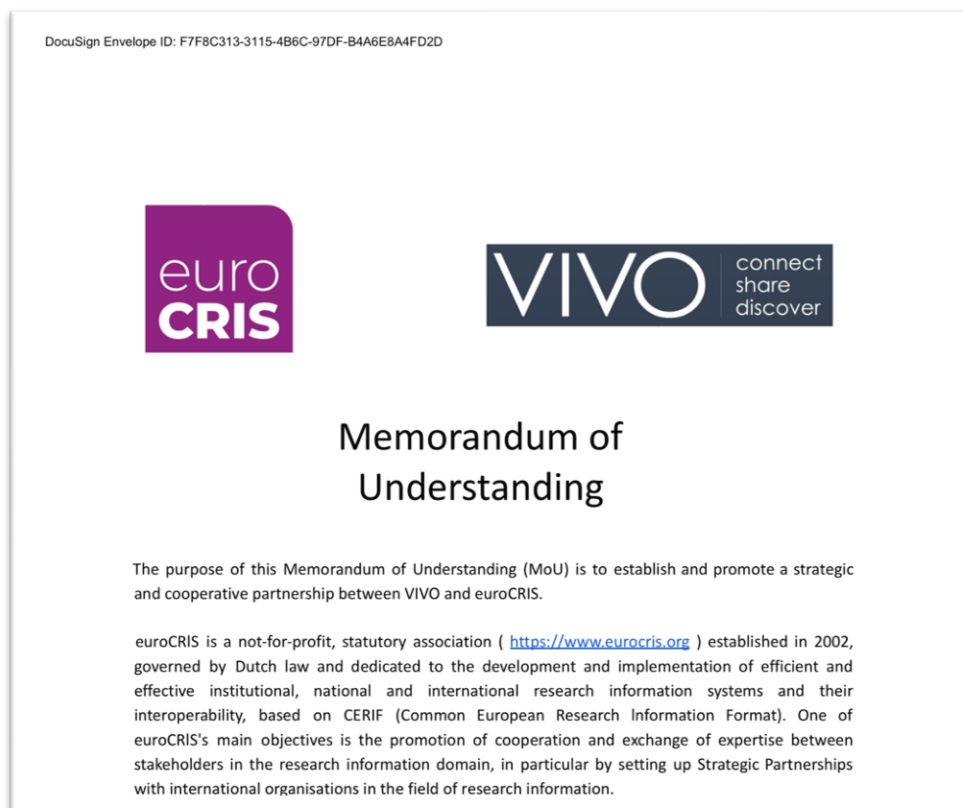 DocuSign Envelope ID: F7F8C313-3115-4B6C-97DF-B4A6E8A4FD2D
euro
CRIS
VIVO
connect
share
discover
Memorandum of
Understanding
The purpose of this Memorandum of Understanding (MoU) is to establish and promote a strategic
and cooperative partnership between VIVO and euroCRIS.
euroCRIS is a not-for-profit, statutory association ( https://www.eurocris.org ) established in 2002,
governed by Dutch law and dedicated to the development and implementation of efficient and
effective institutional, national and international research information systems and their
interoperability, based on CERIF (Common European Research Information Format). One of
euroCRIS's main objectives is the promotion of cooperation and exchange of expertise between
stakeholders in the research information domain, in particular by setting up Strategic Partnerships
with international organisations in the field of research information.